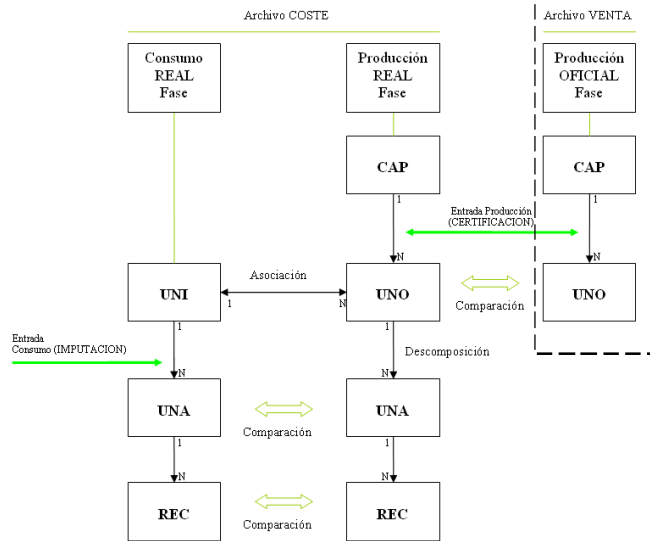 Archivo COSTE
Archivo VENTA
Consumo
REAL
Fase
Producción
REAL
Fase
Producción
OFICIAL
Fase
CAP
CAP
1
1
Entrada Producción
(CERTIFICACION)
N
N
Asociación
UNI
UNO
UNO
1
N
Comparación
1
1
Entrada
Consumo (IMPUTACION)
Descomposición
N
N
UNA
UNA
Comparación
1
1
N
N
REC
REC
Comparación